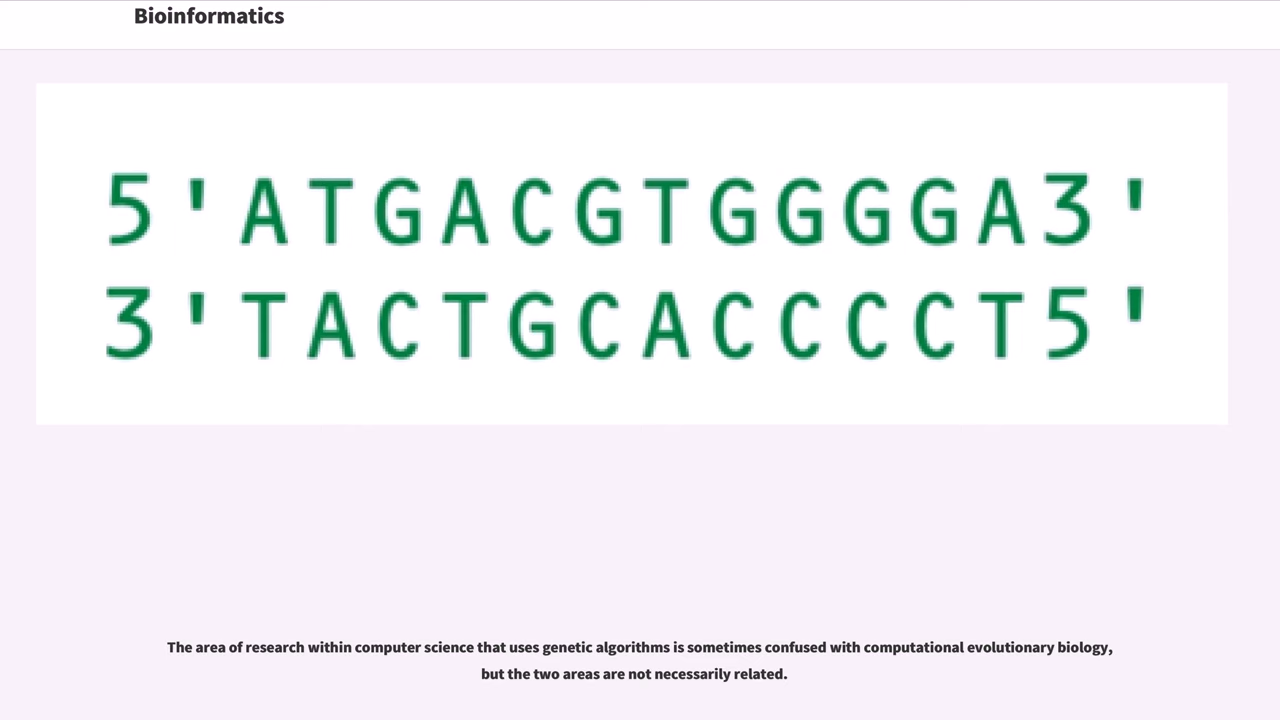 Bioinformatics
5'ATGACGTGGGGA3'
3'TACTGCACCCCT5'
The area of research within computer science that uses genetic algorithms is sometimes confused with computational evolutionary biology,
but the two areas are not necessarily related.